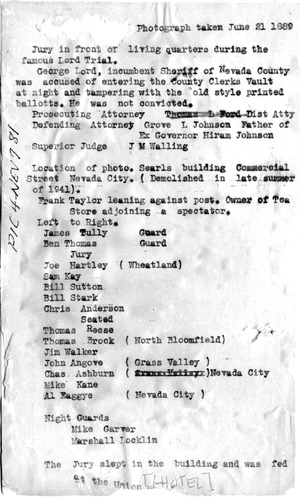 Photograph taken June 21 1889
Jury in front or living quarters during the
famous Lord Trial.
George Lord, incumbent Sheriff of Nevada County
was accused of entering the County Clerks Vault
at night and tampering with the old style printed
ballotts. He was not convicted.
Prosecuting Attorney Thomas L Ford Dist Atty
Defending Attorney Grove L Johnson Father of
Ex Governor Hiram Johnson
Superior Judge J M Walling
Location of photo. Searls building Commercial
Street Nevada City. ( Demolished in late summer
of 1941).
Frank Taylor leaning against post. Owner of Tea
Store adjoining a spectator.
Left to Right.
James Tully Guard
Ben Thomas Guard
Jury
Joe Hartley ( Wheatland)
Sam Kay
Bill Sutton
Bill Stark
Chris Anderson
Seated
Thomas Reese
Thomas Brock ( North Bloomfield)
Jim Walker
John Angove ( Grass Valley )
Chas. Ashburn ( Nevada City
Mike Kane
Al Eaggye ( Nevada City )
Night Guards
Mike Garver
Marshall Locklin
The Jury slept in the building and was fed
at the Union [HOTEL]